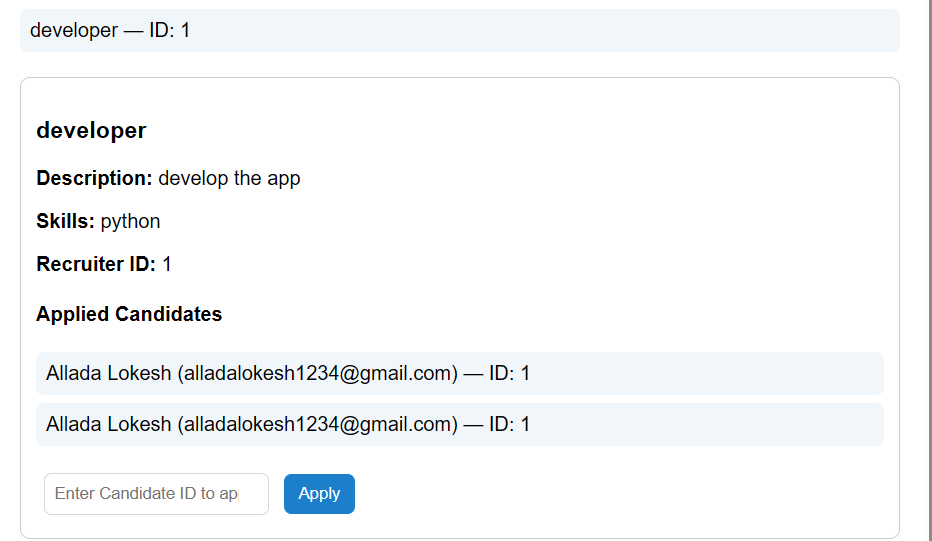 developer — ID: 1
developer
Description: develop the app
Skills: python
Recruiter ID: 1
Applied Candidates
Allada Lokesh (alladalokesh1234@gmail.com) — ID: 1
Allada Lokesh (alladalokesh1234@gmail.com) — ID: 1
Enter Candidate ID to ap Apply